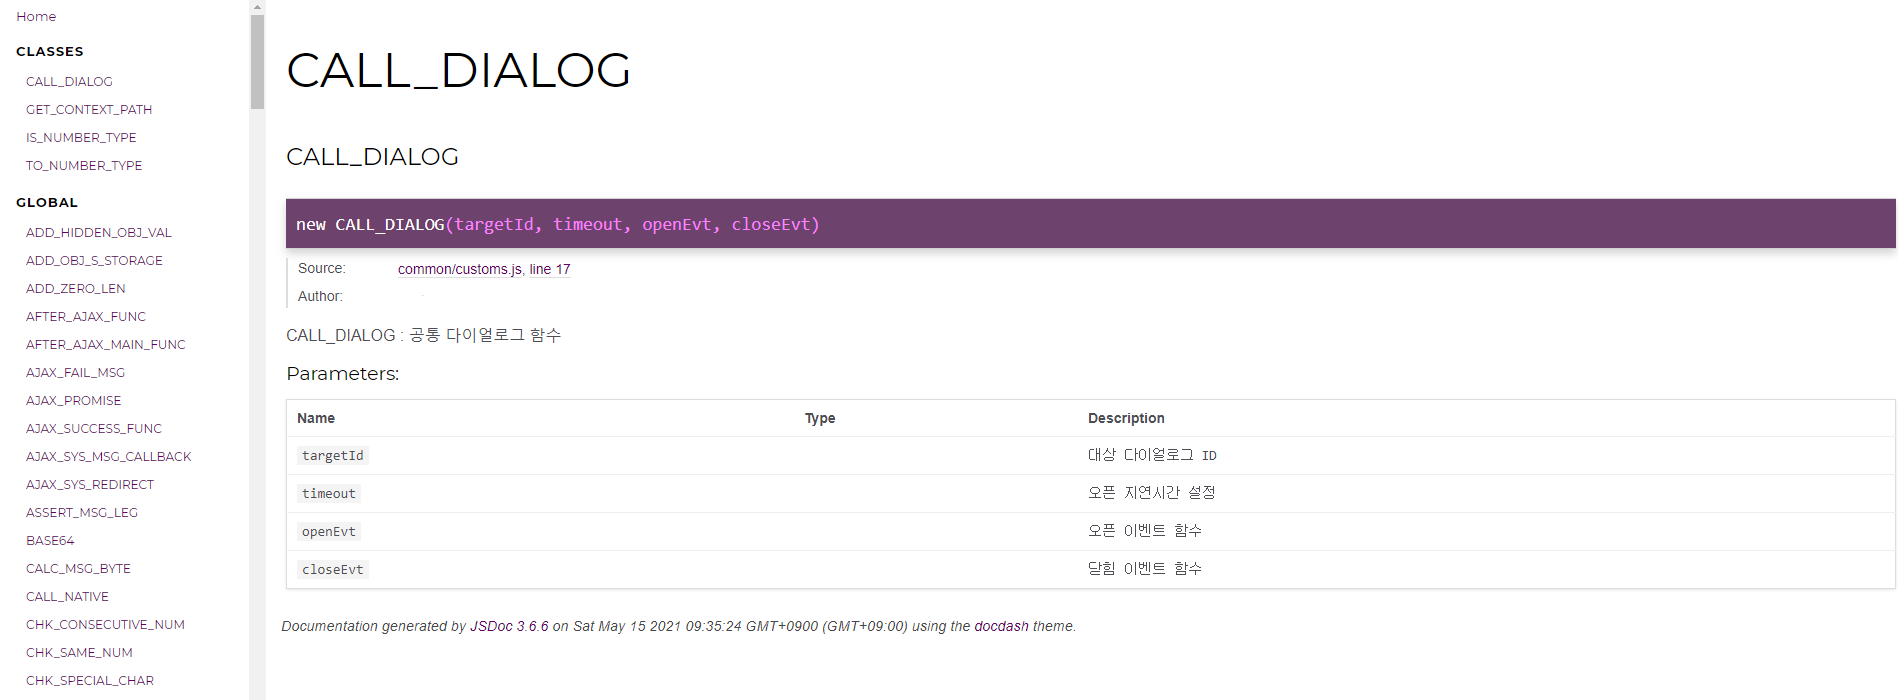 Home
CLASSES
CALL_DIALOG
GET_CONTEXT_PATH
IS_NUMBER_TYPE
TO_NUMBER_TYPE
GLOBAL
ADD_HIDDEN_OBJ_VAL
ADD_OBJ_S_STORAGE
ADD_ZERO_LEN
AFTER_AJAX_FUNC
AFTER_AJAX_MAIN_FUNC
AJAX_FAIL_MSG
AJAX_PROMISE
AJAX_SUCCESS_FUNC
AJAX_SYS_MSG_CALLBACK
AJAX_SYS_REDIRECT
ASSERT_MSG_LEG
BASE64
CALC_MSG_BYTE
CALL_NATIVE
CHK_CONSECUTIVE_NUM
CHK_SAME_NUM
CHK_SPECIAL_CHAR
CALL_DIALOG
CALL_DIALOG
new CALL_DIALOG(targetId, timeout, openEvt, closeEvt)
Source: common/customs.js, line 17
Author:
CALL_DIALOG : 공통 다이얼로그 함수
Parameters:
Name Type Description
targetId 대상 다이얼로그 ID
timeout 오픈 지연시간 설정
openEvt 오픈 이벤트 함수
closeEvt 닫힘 이벤트 함수
Documentation generated by JSDoc 3.6.6 on Sat May 15 2021 09:35:24 GMT+0900 (GMT+09:00) using the docdash theme.